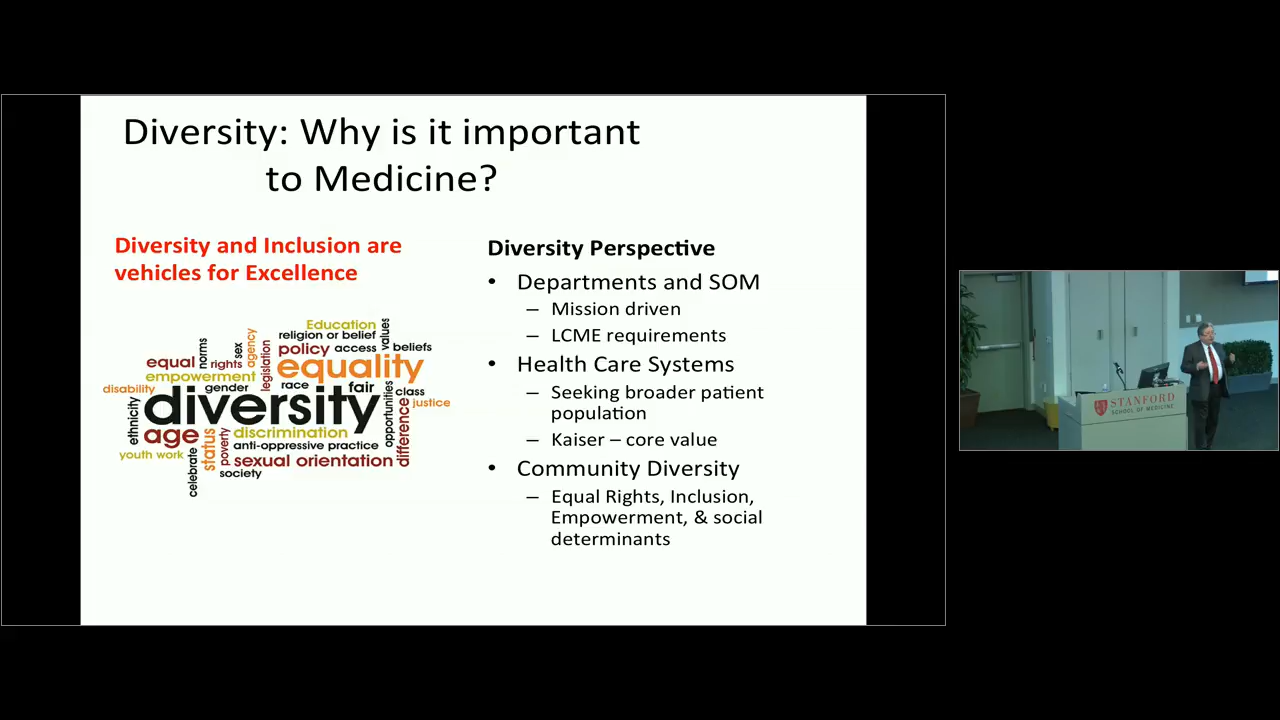 Diversity: Why is it important
to Medicine?
Diversity and Inclusion are
vehicles for Excellence
Education
religion or belief
values
norms
sex
agency
legislation
policy
access
beliefs
equal
rights
equality
empowerment
disability
gender
race
fair
class
diversity
opportunities
justice
ethnicity
age
status
poverty
discrimination
difference
anti-oppressive practice
youth work
celebrate
sexual orientation
society
Diversity Perspective
• Departments and SOM
– Mission driven
– LCME requirements
• Health Care Systems
– Seeking broader patient
population
– Kaiser – core value
• Community Diversity
– Equal Rights, Inclusion,
Empowerment, & social
determinants
STANFORD
SCHOOL OF MEDICINE